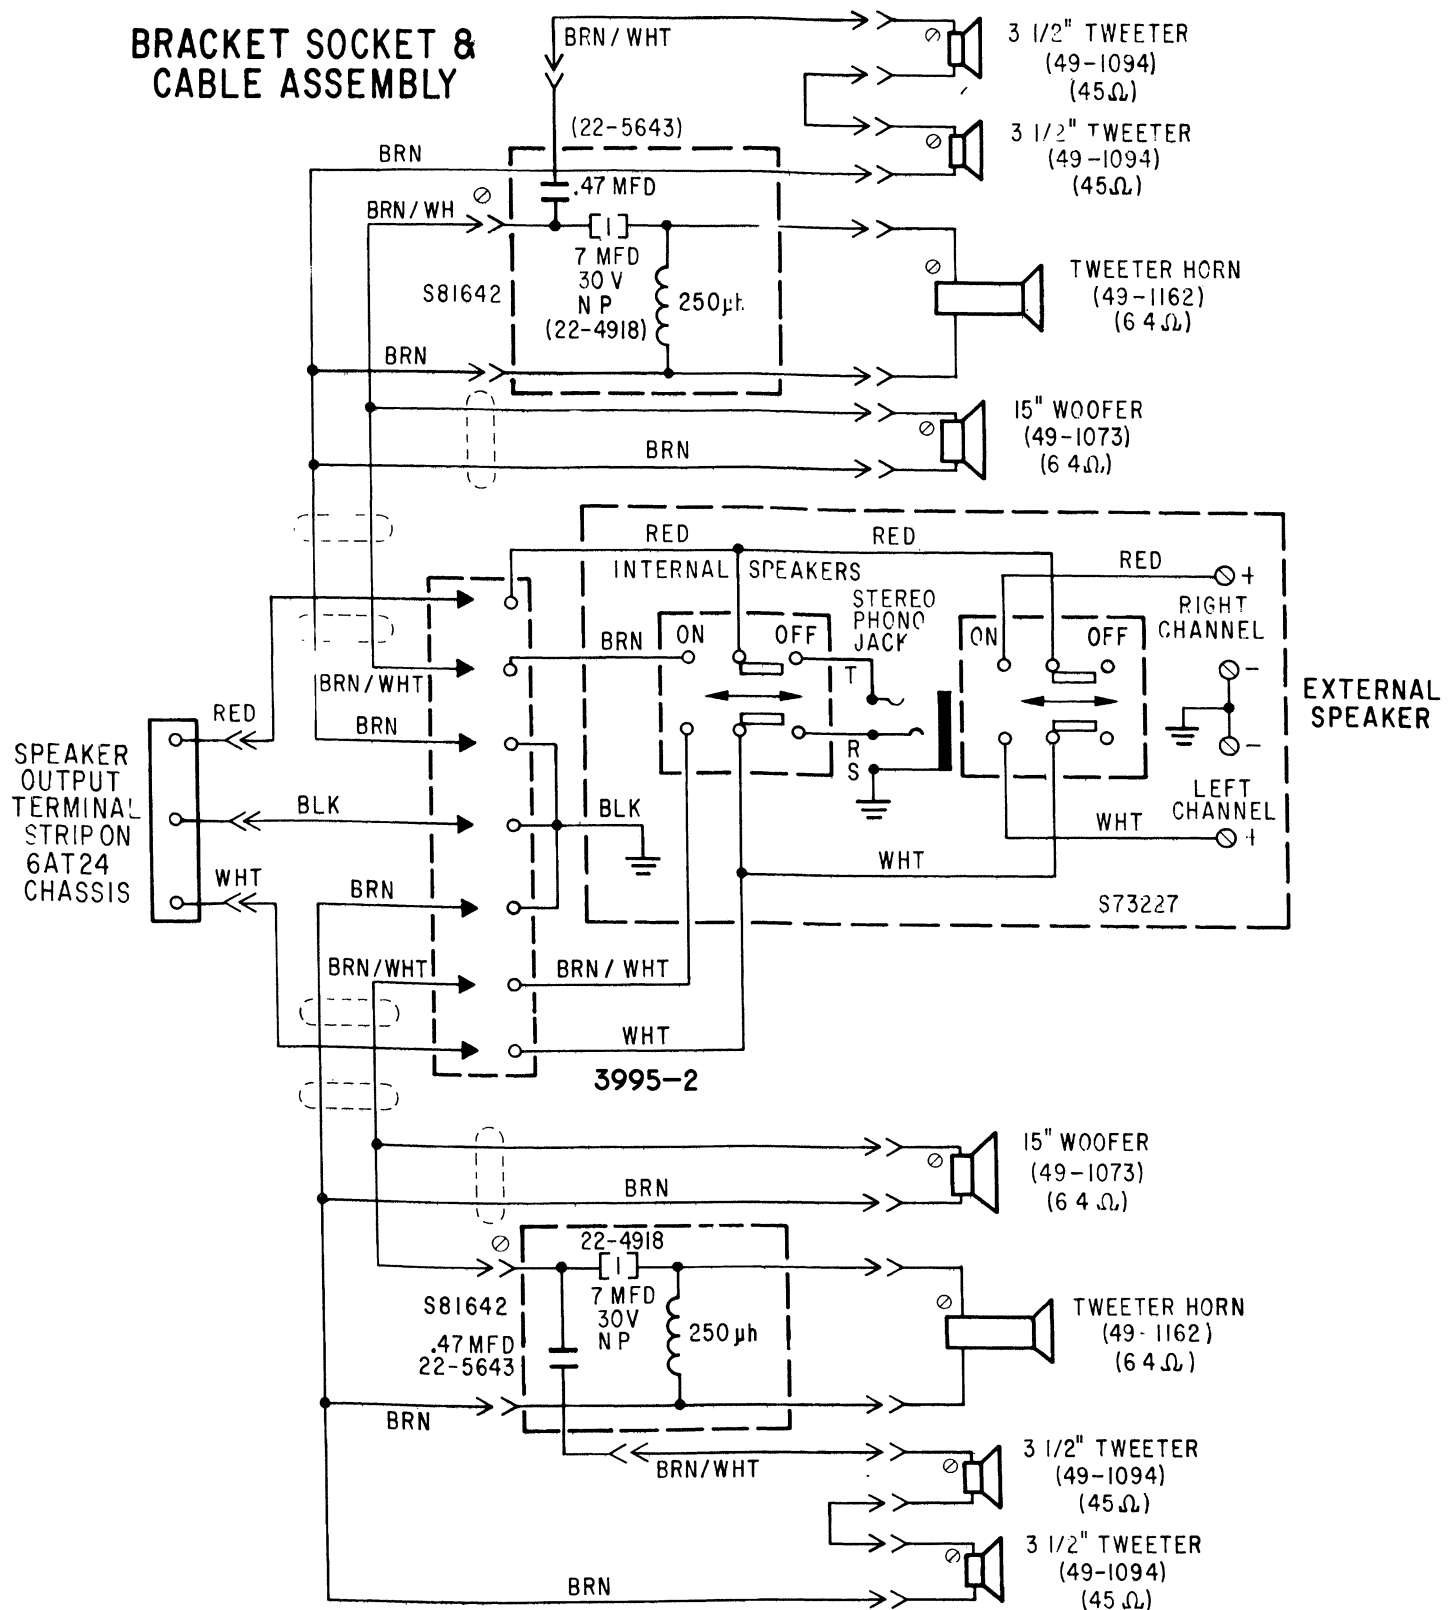 BRACKET SOCKET &
CABLE ASSEMBLY
BRN / WHT
3 1/2" TWEETER
(49-1094)
(45Ω)
(22-5643)
3 1/2" TWEETER
(49-1094)
(45Ω)
BRN
.47 MFD
BRN/WH
7 MFD
30 V
N P
(22-4918)
250µh
S81642
TWEETER HORN
(49-1162)
(6 4Ω)
BRN
15" WOOFER
(49-1073)
(6 4Ω)
BRN
RED
RED
RED
+
INTERNAL SPEAKERS
STEREO
PHONO
JACK
RIGHT
CHANNEL
ON
OFF
ON
OFF
BRN
T
-
BRN/WHT
RED
BRN
R
S
-
EXTERNAL
SPEAKER
SPEAKER
OUTPUT
TERMINAL
STRIP ON
6AT24
CHASSIS
BLK
BLK
LEFT
CHANNEL
WHT
+
WHT
WHT
BRN
S73227
BRN/WHT
BRN / WHT
WHT
3995-2
15" WOOFER
(49-1073)
(6 4Ω)
BRN
22-4918
7 MFD
30V
N P
250µh
S81642
.47 MFD
22-5643
TWEETER HORN
(49-1162)
(6 4Ω)
BRN
BRN/WHT
3 1/2" TWEETER
(49-1094)
(45Ω)
3 1/2" TWEETER
(49-1094)
(45Ω)
BRN